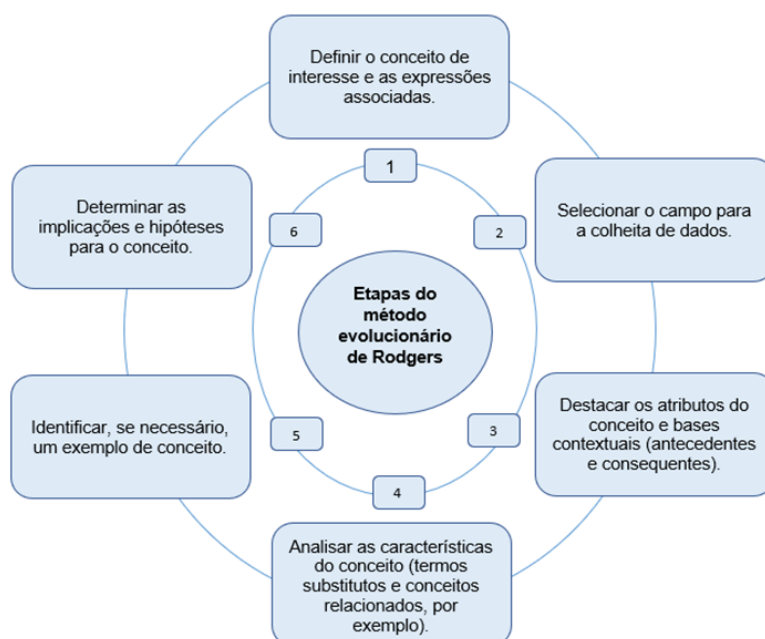 Definir o conceito de
interesse e as expressões
associadas.
1
Determinar as
implicações e hipóteses
para o conceito.
6
2
Selecionar o campo para
a colheita de dados.
Etapas do
método
evolucionário
de Rodgers
Identificar, se necessário,
um exemplo de conceito.
5
3
Destacar os atributos do
conceito e bases
contextuais (antecedentes
e consequentes).
4
Analisar as características
do conceito (termos
substitutos e conceitos
relacionados, por
exemplo).